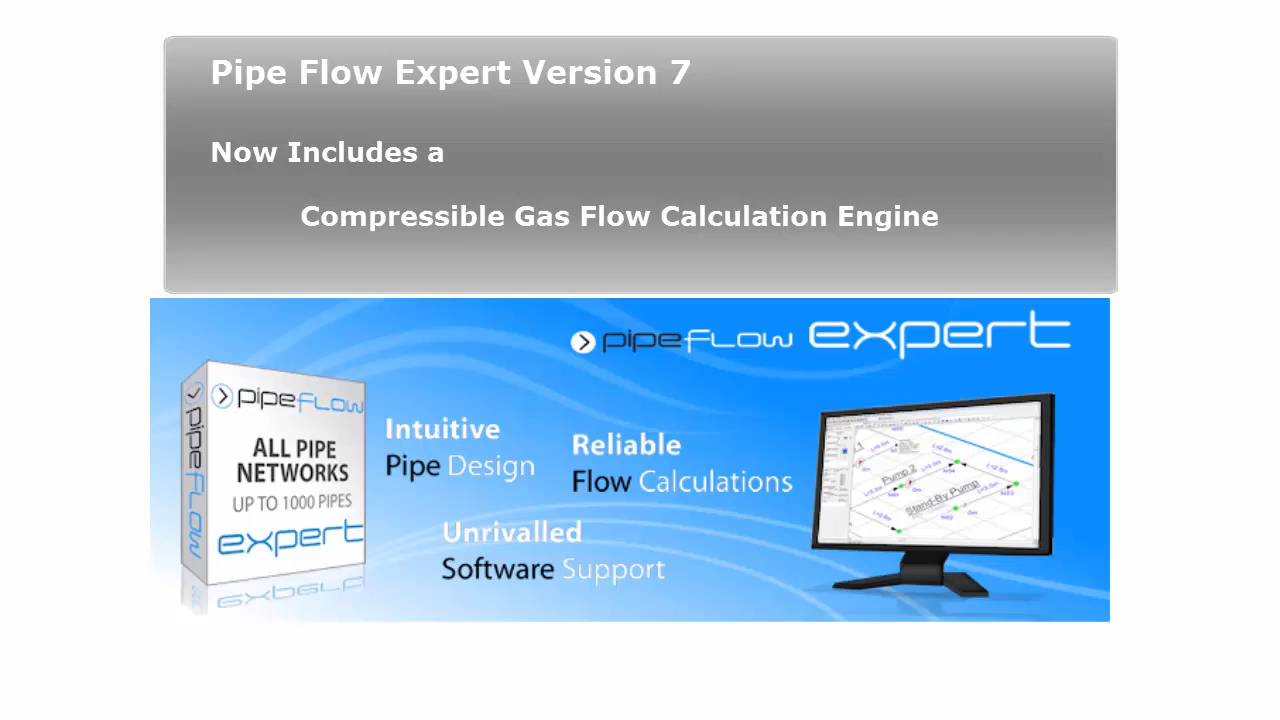 Pipe Flow Expert Version 7
Now Includes a
Compressible Gas Flow Calculation Engine
pipeflow expert
pipeflow
pipeflow
ALL PIPE
NETWORKS
UP TO 1000 PIPES
expert
Intuitive
Pipe Design
Reliable
Flow Calculations
Unrivalled
Software Support
Pump 2
Stand-By Pump